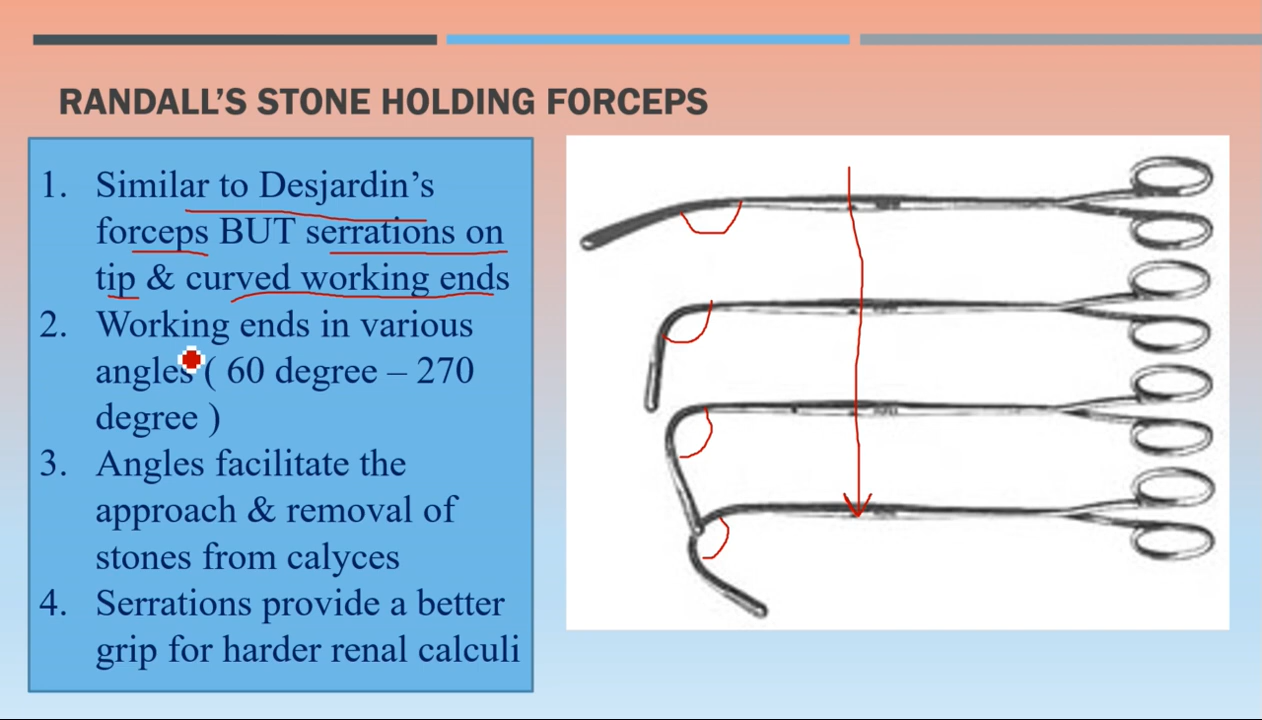 RANDALL'S STONE HOLDING FORCEPS
1. Similar to Desjardin's
forceps BUT serrations on
tip & curved working ends
2. Working ends in various
angles ( 60 degree – 270
degree )
3. Angles facilitate the
approach & removal of
stones from calyces
4. Serrations provide a better
grip for harder renal calculi